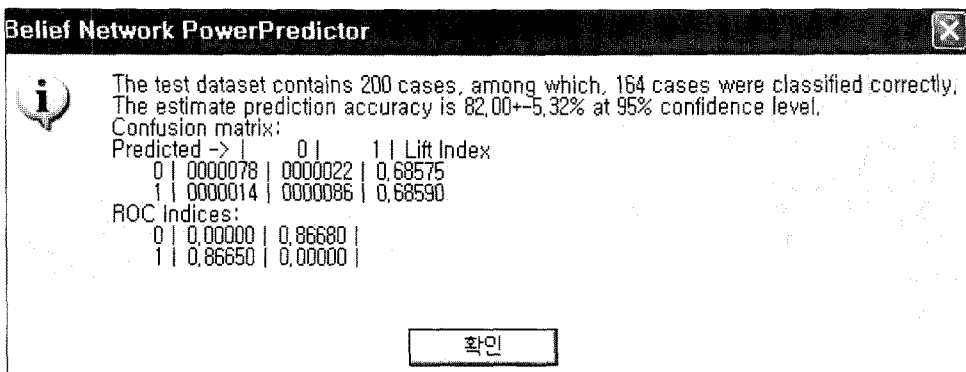 Belief Network PowerPredictor
The test dataset contains 200 cases, among which, 164 cases were classified correctly,
The estimate prediction accuracy is 82,00+-5,32% at 95% confidence level,
Confusion matrix:
Predicted -> | 0 | 1 | Lift Index
0 | 0000078 | 0000022 | 0,68575
1 | 0000014 | 0000086 | 0,68590
ROC Indices:
0 | 0,00000 | 0,86680 |
1 | 0,86650 | 0,00000 |
확인